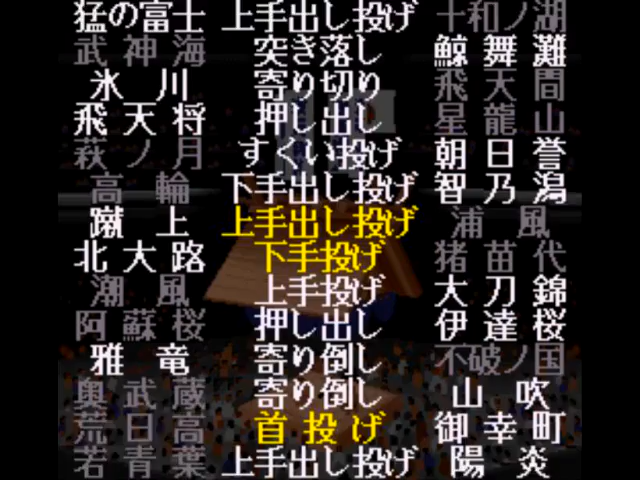 猛の富士 上手出し投げ 十和ノ湖
武神海 突き落し 鯨舞灘
氷川 寄り切り 飛天間
飛天将 押し出し 星龍山
萩ノ月 すくい投げ 朝日誉
高輪 下手出し投げ 智乃潟
蹴上 上手出し投げ 浦風
北大路 下手投げ 猪苗代
潮風 上手投げ 大刀錦
阿蘇桜 押し出し 伊達桜
雅竜 寄り倒し 不破ノ国
奥武蔵 寄り倒し 山吹
荒日高 首投げ 御幸町
若青葉 上手出し投げ 陽炎